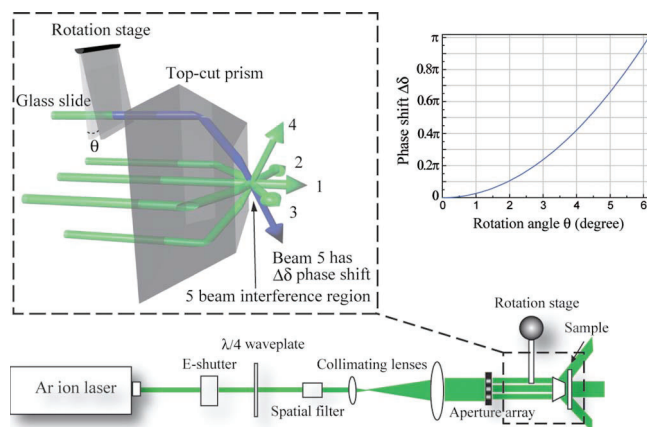 Rotation stage
Top-cut prism
Glass slide
θ
4
2
1
3
Beam 5 has
Δδ phase shift
5 beam interference region
Phase shift Δδ
π
0.8π
0.6π
0.4π
0.2π
0
0 1 2 3 4 5 6
Rotation angle θ (degree)
Rotation stage
Sample
λ/4 waveplate
E-shutter
Collimating lenses
Ar ion laser
Spatial filter
Aperture array